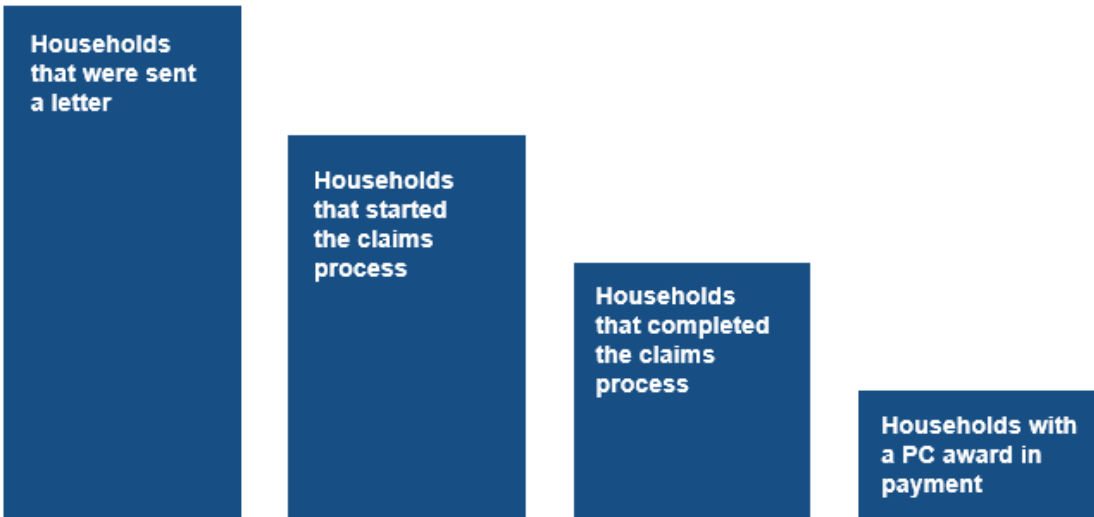 Households
that were sent
a letter
Households
that started
the claims
process
Households
that completed
the claims
process
Households with
a PC award in
payment